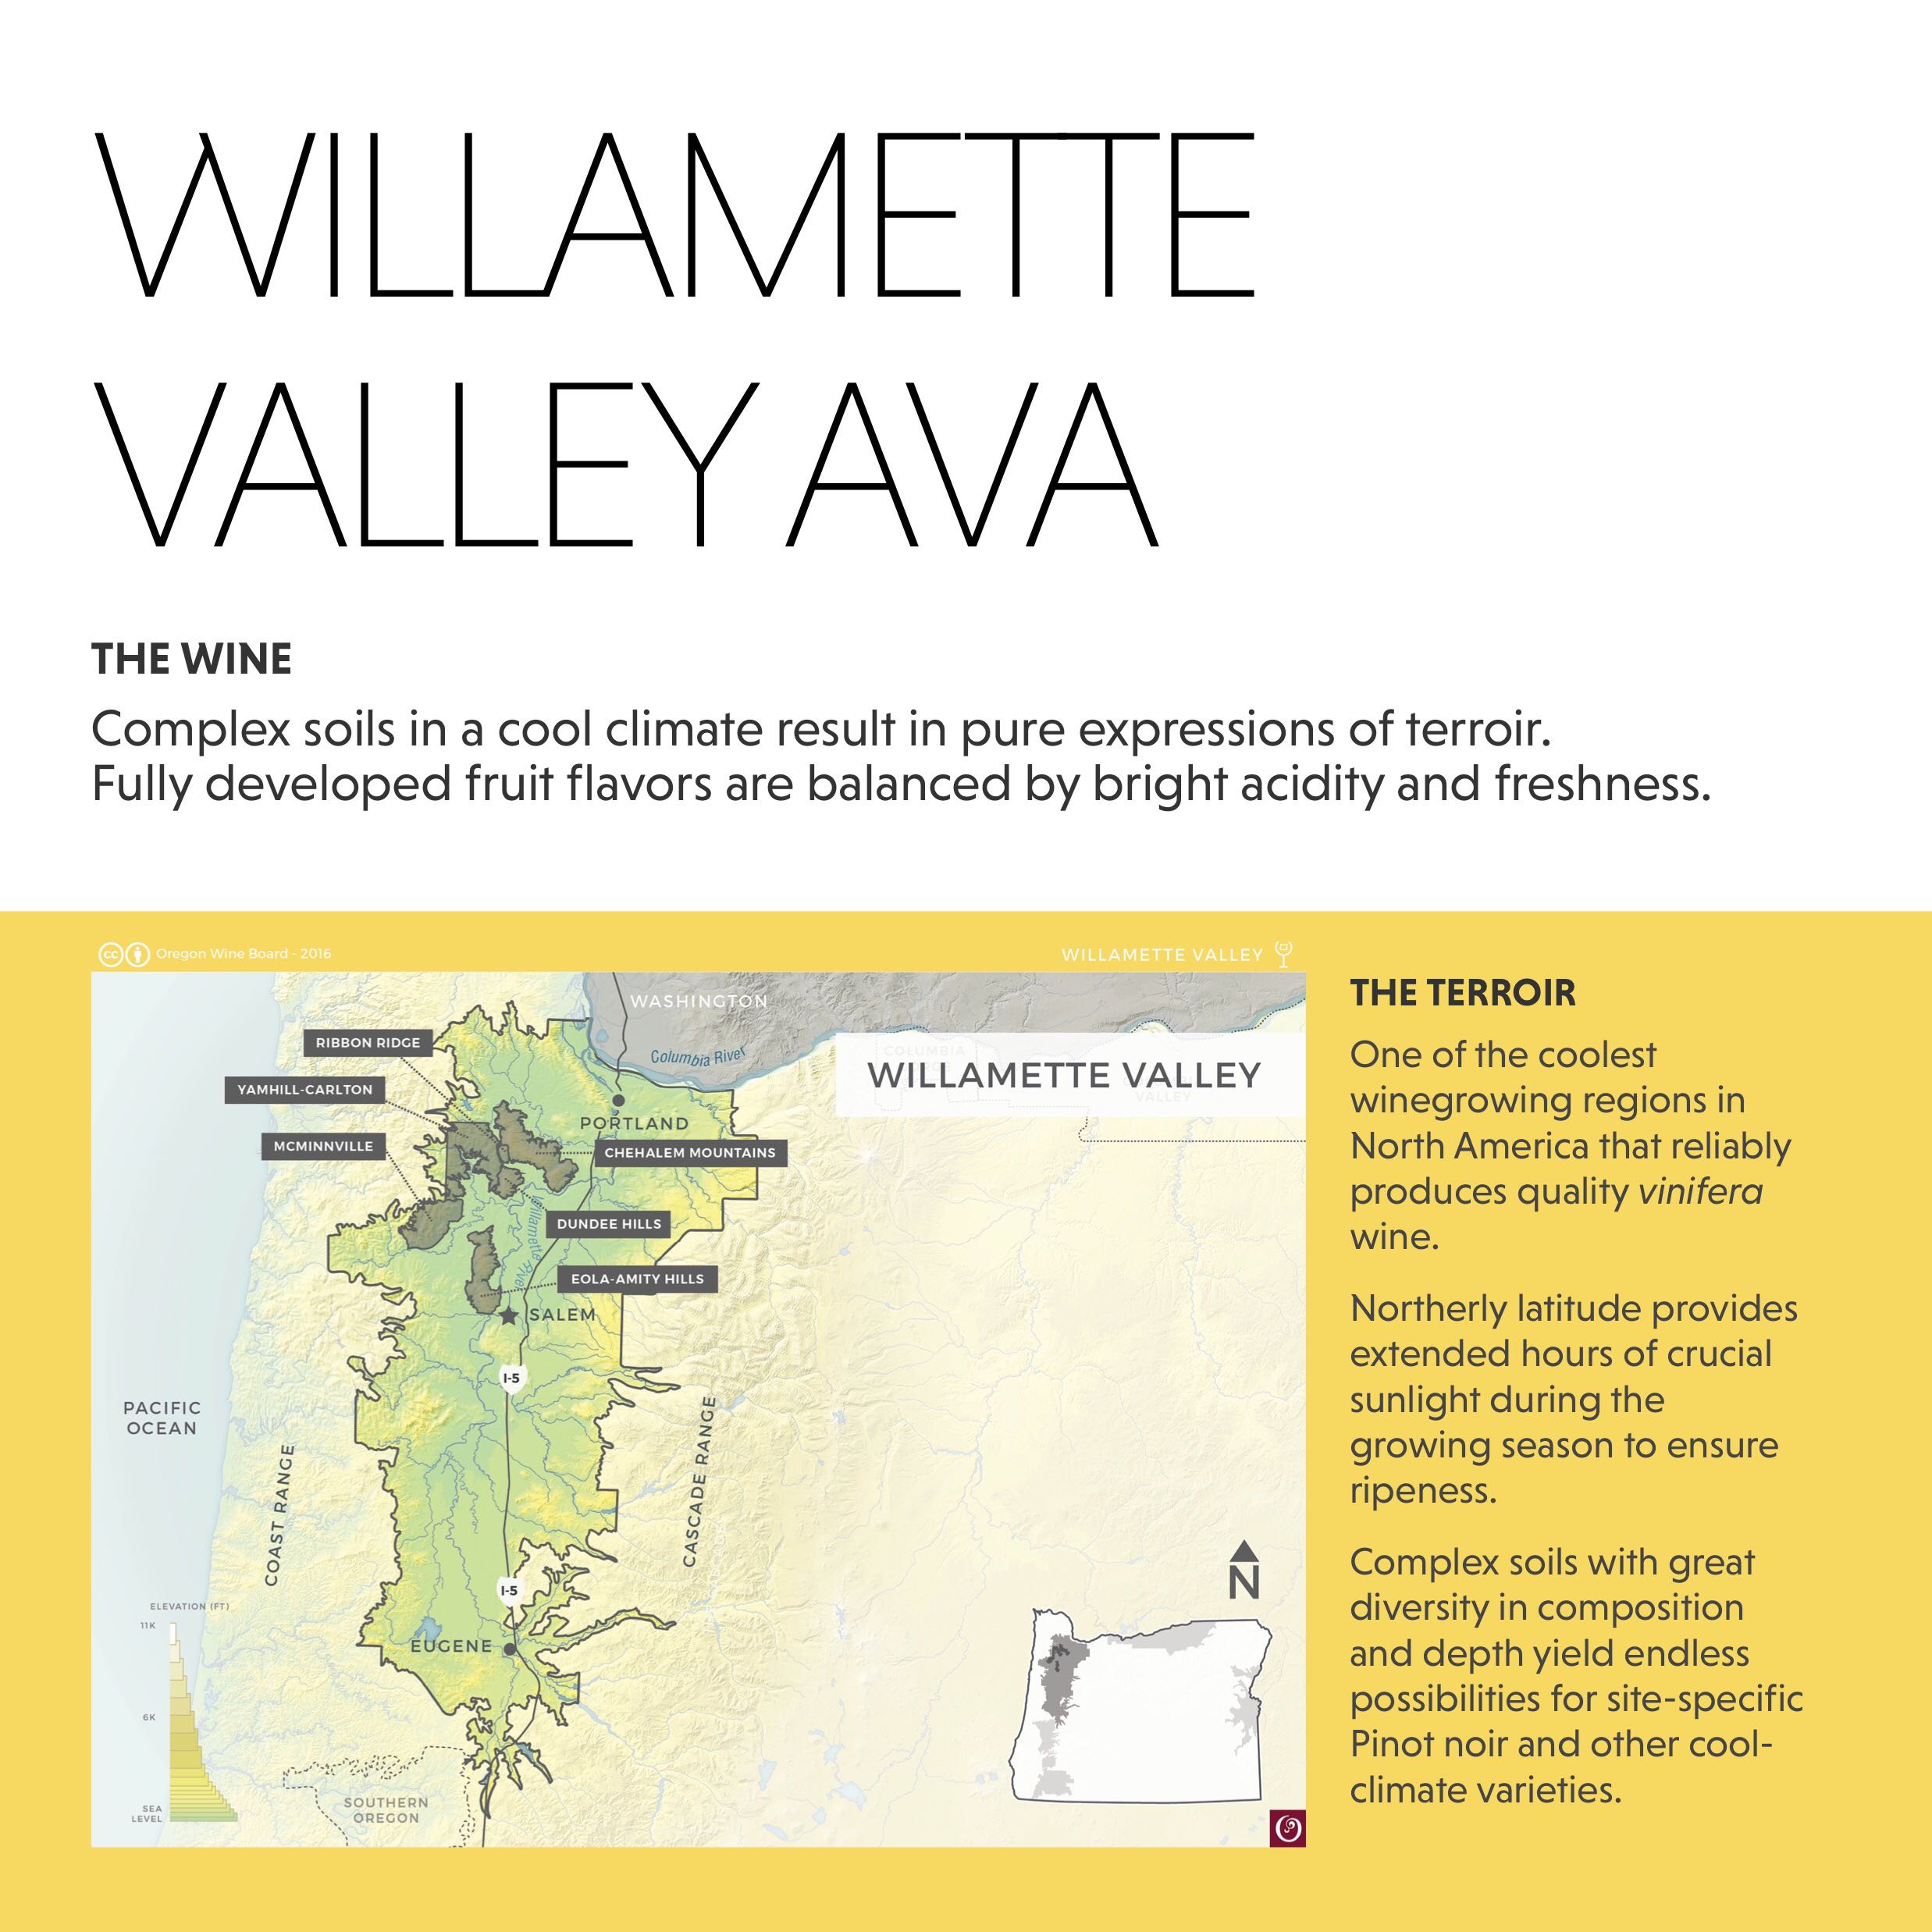 WILLAMETTE
VALLEY AVA
THE WINE
Complex soils in a cool climate result in pure expressions of terroir.
Fully developed fruit flavors are balanced by bright acidity and freshness.
cc Oregon Wine Board - 2016
WILLAMETTE VALLEY
WASHINGTON
Columbia River
COLUMBIA
WILLAMETTE VALLEY
VALLEY
RIBBON RIDGE
YAMHILL-CARLTON
MCMINNVILLE
PORTLAND
CHEHALEM MOUNTAINS
DUNDEE HILLS
Willamette River
EOLA-AMITY HILLS
SALEM
I-5
PACIFIC
OCEAN
COAST RANGE
CASCADE RANGE
I-5
EUGENE
N
ELEVATION (FT)
11K
6K
SEA
LEVEL
SOUTHERN
OREGON
THE TERROIR
One of the coolest
winegrowing regions in
North America that reliably
produces quality vinifera
wine.
Northerly latitude provides
extended hours of crucial
sunlight during the
growing season to ensure
ripeness.
Complex soils with great
diversity in composition
and depth yield endless
possibilities for site-specific
Pinot noir and other cool-
climate varieties.